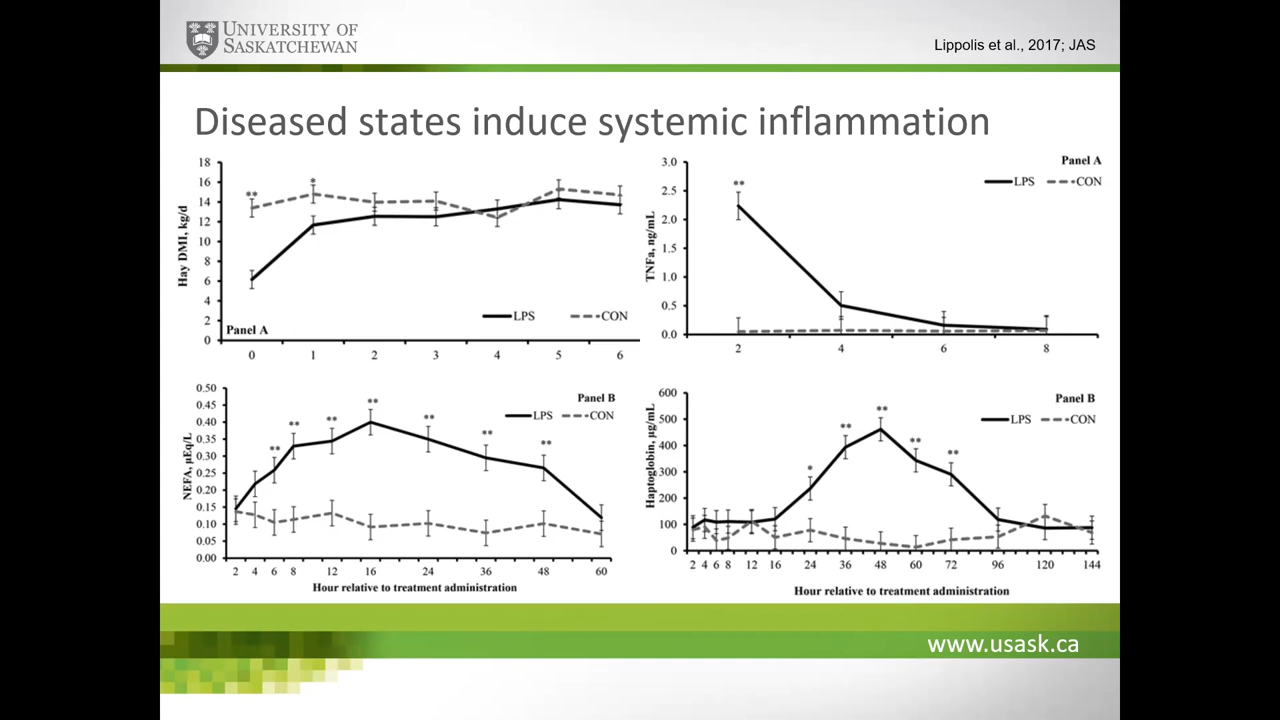 UNIVERSITY OF
SASKATCHEWAN
Lippolis et al., 2017; JAS
Diseased states induce systemic inflammation
18
16
14
12
10
8
6
4
2
0
Hay DMI, kg/d
**
*
LPS
CON
Panel A
0 1 2 3 4 5 6
Panel A
LPS
CON
3.0
2.5
2.0
1.5
1.0
0.5
0.0
TNFa, ng/mL
**
2 4 6 8
Panel B
LPS
CON
0.50
0.45
0.40
0.35
0.30
0.25
0.20
0.15
0.10
0.05
0.00
NEFA, µEq/L
** ** ** ** ** ** **
2 4 6 8 12 16 24 36 48 60
Hour relative to treatment administration
Panel B
LPS
CON
600
500
400
300
200
100
0
Haptoglobin, µg/mL
* ** ** ** **
2 4 6 8 12 16 24 36 48 60 72 96 120 144
Hour relative to treatment administration
www.usask.ca